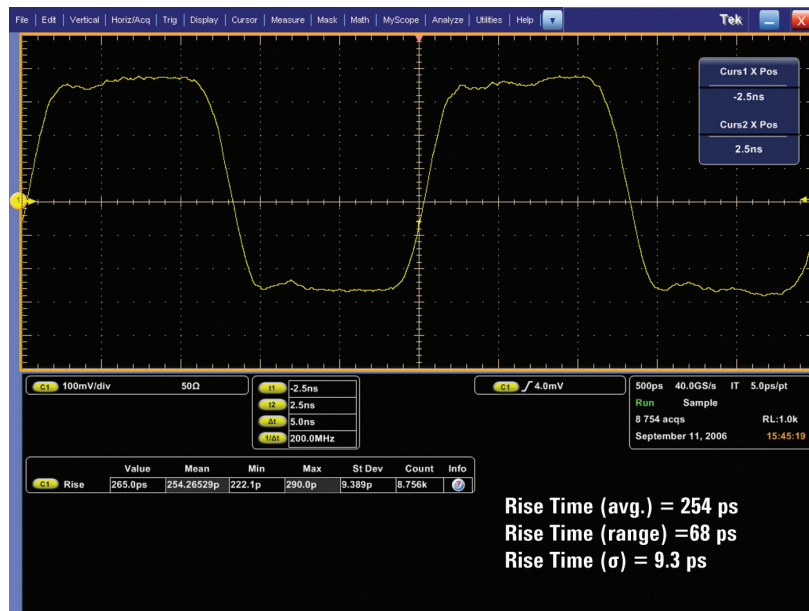 File | Edit | Vertical | Horiz/Acq | Trig | Display | Cursor | Measure | Mask | Math | MyScope | Analyze | Utilities | Help | Tek X
Curs1 X Pos
-2.5ns
Curs2 X Pos
2.5ns
1
C1 100mV/div 50Ω
t1 -2.5ns
t2 2.5ns
Δt 5.0ns
1/Δt 200.0MHz
C1 4.0mV
500ps 40.0GS/s IT 5.0ps/pt
Run Sample
8 754 acqs RL:1.0k
September 11, 2006 15:45:19
Value Mean Min Max St Dev Count Info
C1 Rise 265.0ps 254.26529p 222.1p 290.0p 9.389p 8.756k
Rise Time (avg.) = 254 ps
Rise Time (range) =68 ps
Rise Time (σ) = 9.3 ps